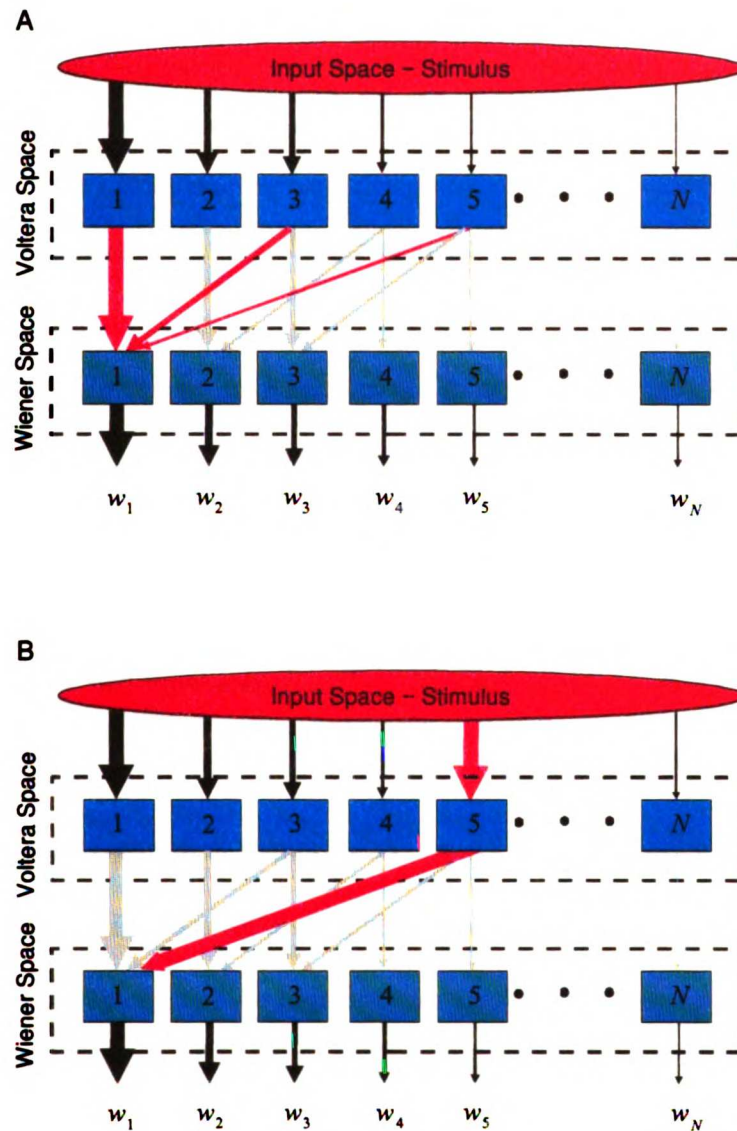 A
Input Space – Stimulus
Voltera Space
1 2 3 4 5 • • • N
Wiener Space
1 2 3 4 5 • • • N
w₁ w₂ w₃ w₄ w₅ w_N
B
Input Space – Stimulus
Voltera Space
1 2 3 4 5 • • • N
Wiener Space
1 2 3 4 5 • • • N
w₁ w₂ w₃ w₄ w₅ w_N